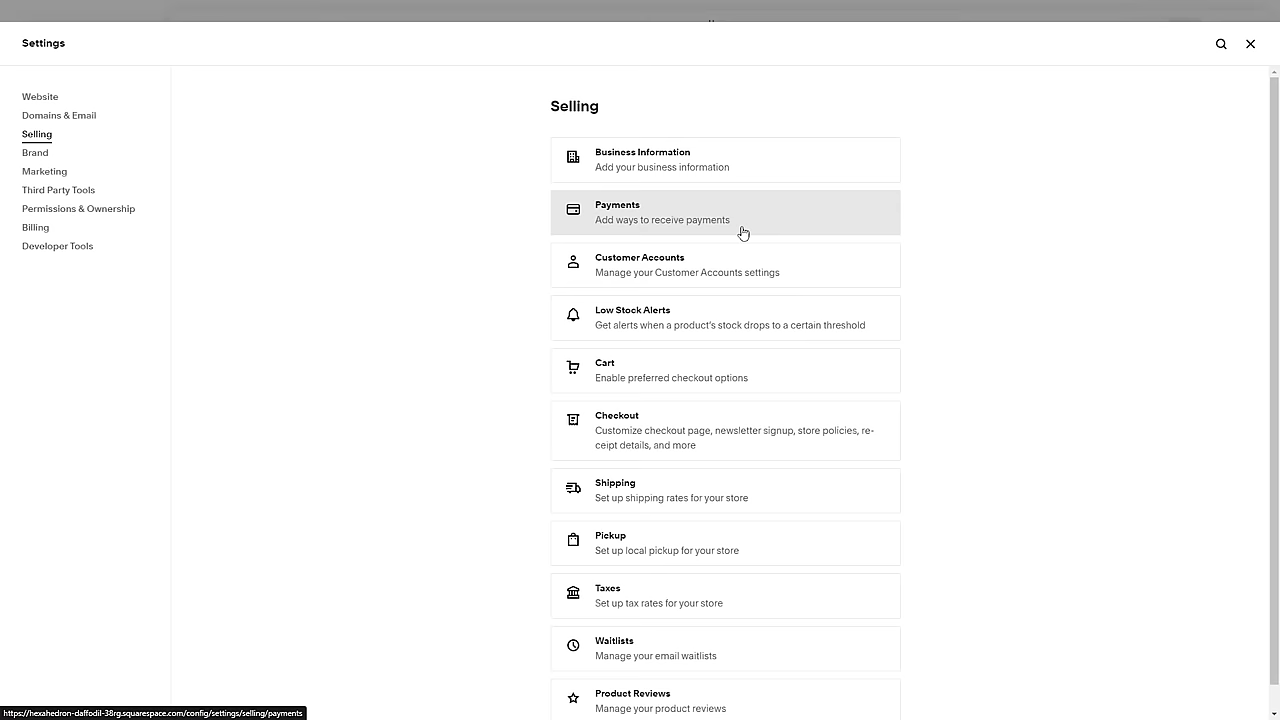 Settings
Website
Domains & Email
Selling
Brand
Marketing
Third Party Tools
Permissions & Ownership
Billing
Developer Tools
Selling
Business Information
Add your business information
Payments
Add ways to receive payments
Customer Accounts
Manage your Customer Accounts settings
Low Stock Alerts
Get alerts when a product's stock drops to a certain threshold
Cart
Enable preferred checkout options
Checkout
Customize checkout page, newsletter signup, store policies, re-
ceipt details, and more
Shipping
Set up shipping rates for your store
Pickup
Set up local pickup for your store
Taxes
Set up tax rates for your store
Waitlists
Manage your email waitlists
Product Reviews
Manage your product reviews
https://hexahedron-daffodil-38rg.squarespace.com/config/settings/selling/payments